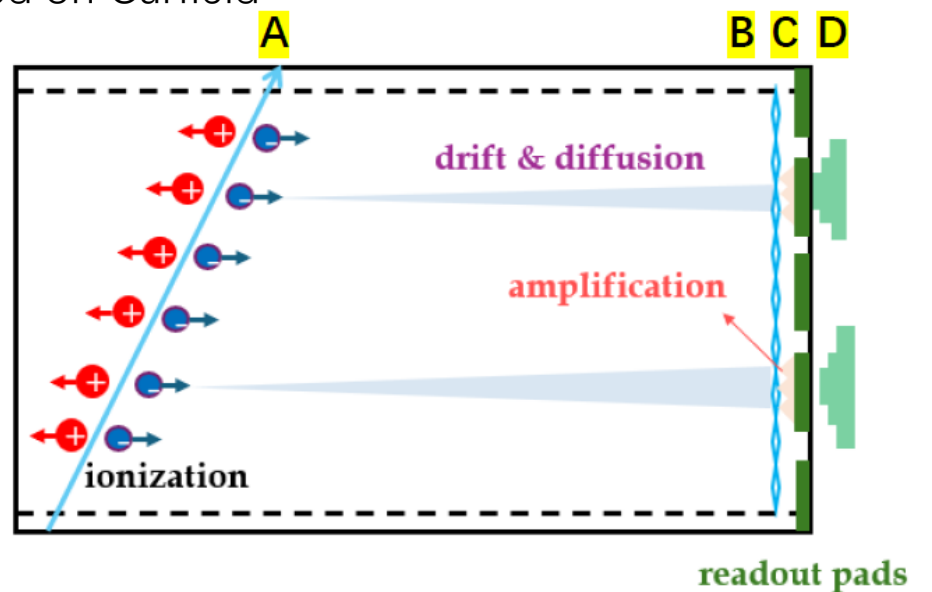 A B C D
drift & diffusion
amplification
ionization
readout pads